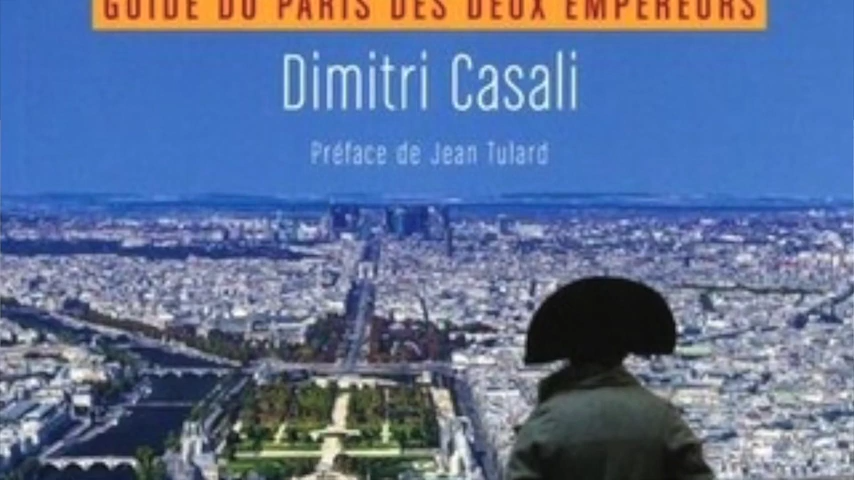 GUIDE DU PARIS DES DEUX EMPEREURS
Dimitri Casali
Préface de Jean Tulard